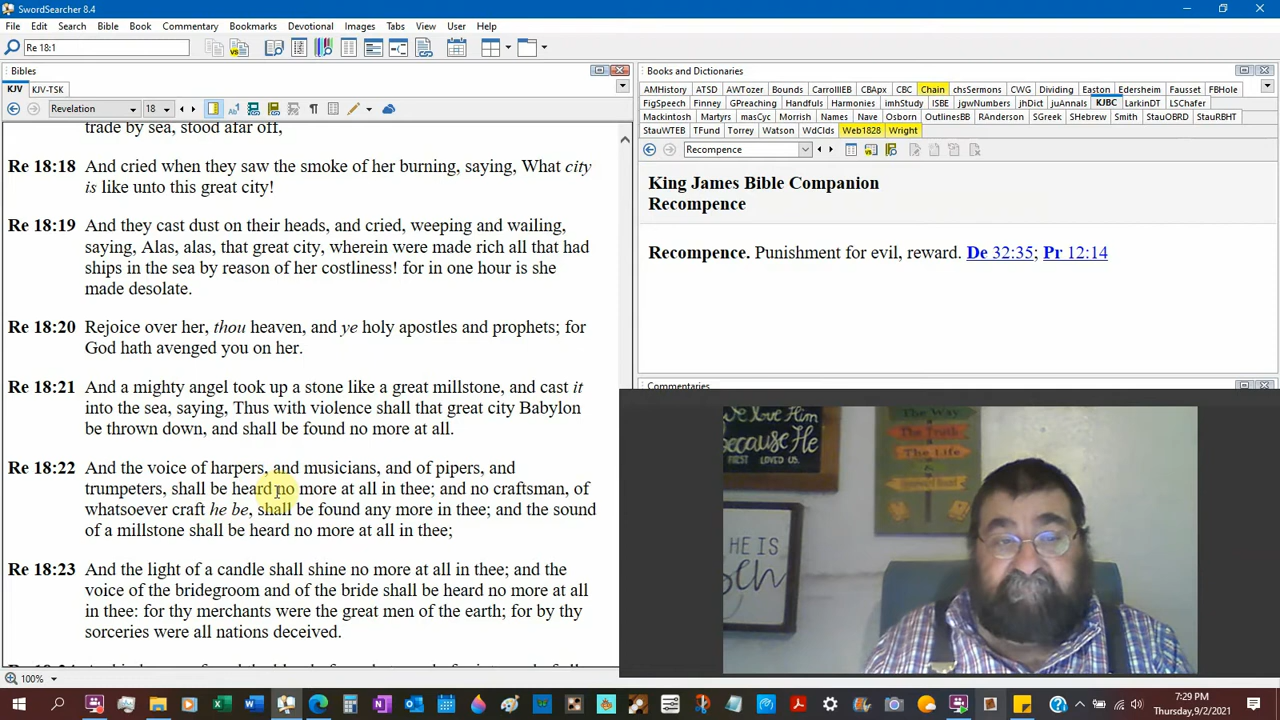 SwordSearcher 8.4
File Edit Search Bible Book Commentary Bookmarks Devotional Images Tabs View User Help
Re 18:1
Bibles
KJV KJV-TSK
Revelation 18
trade by sea, stood afar off,
Re 18:18 And cried when they saw the smoke of her burning, saying, What city
is like unto this great city!
Re 18:19 And they cast dust on their heads, and cried, weeping and wailing,
saying, Alas, alas, that great city, wherein were made rich all that had
ships in the sea by reason of her costliness! for in one hour is she
made desolate.
Re 18:20 Rejoice over her, thou heaven, and ye holy apostles and prophets; for
God hath avenged you on her.
Re 18:21 And a mighty angel took up a stone like a great millstone, and cast it
into the sea, saying, Thus with violence shall that great city Babylon
be thrown down, and shall be found no more at all.
Re 18:22 And the voice of harpers, and musicians, and of pipers, and
trumpeters, shall be heard no more at all in thee; and no craftsman, of
whatsoever craft he be, shall be found any more in thee; and the sound
of a millstone shall be heard no more at all in thee;
Re 18:23 And the light of a candle shall shine no more at all in thee; and the
voice of the bridegroom and of the bride shall be heard no more at all
in thee: for thy merchants were the great men of the earth; for by thy
sorceries were all nations deceived.
100%
Books and Dictionaries
AMHistory ATSD AWTozer Bounds CarrollEB CBApx CBC Chain chsSermons CWG Dividing Easton Edersheim Fausset FBHole
FigSpeech Finney GPreaching Handfuls Harmonies imhStudy ISBE jgwNumbers jhDict juAnnals KJBC LarkinDT LSChafer
Mackintosh Martyrs masCyc Morrish Names Nave Osborn OutlinesBB RAnderson SGreek SHebrew Smith StauOBRD StauRBHT
StauWTEB TFund Torrey Watson WdClds Web1828 Wright
Recompence
King James Bible Companion
Recompence
Recompence. Punishment for evil, reward. De 32:35; Pr 12:14
Commentaries
We love Him
because He
FIRST LOVED US.
The Way
The Truth
The Life
HE IS
7:29 PM
Thursday,9/2/2021